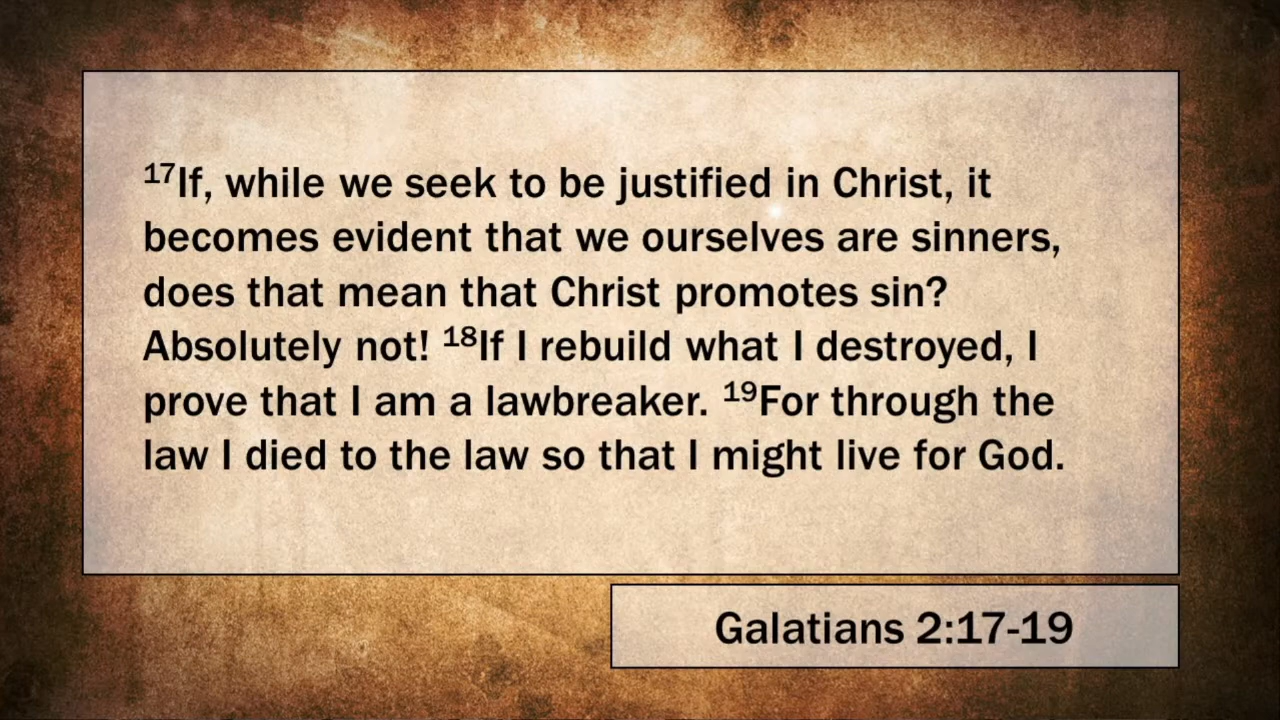 ¹⁷If, while we seek to be justified in Christ, it
becomes evident that we ourselves are sinners,
does that mean that Christ promotes sin?
Absolutely not! ¹⁸If I rebuild what I destroyed, I
prove that I am a lawbreaker. ¹⁹For through the
law I died to the law so that I might live for God.
Galatians 2:17-19